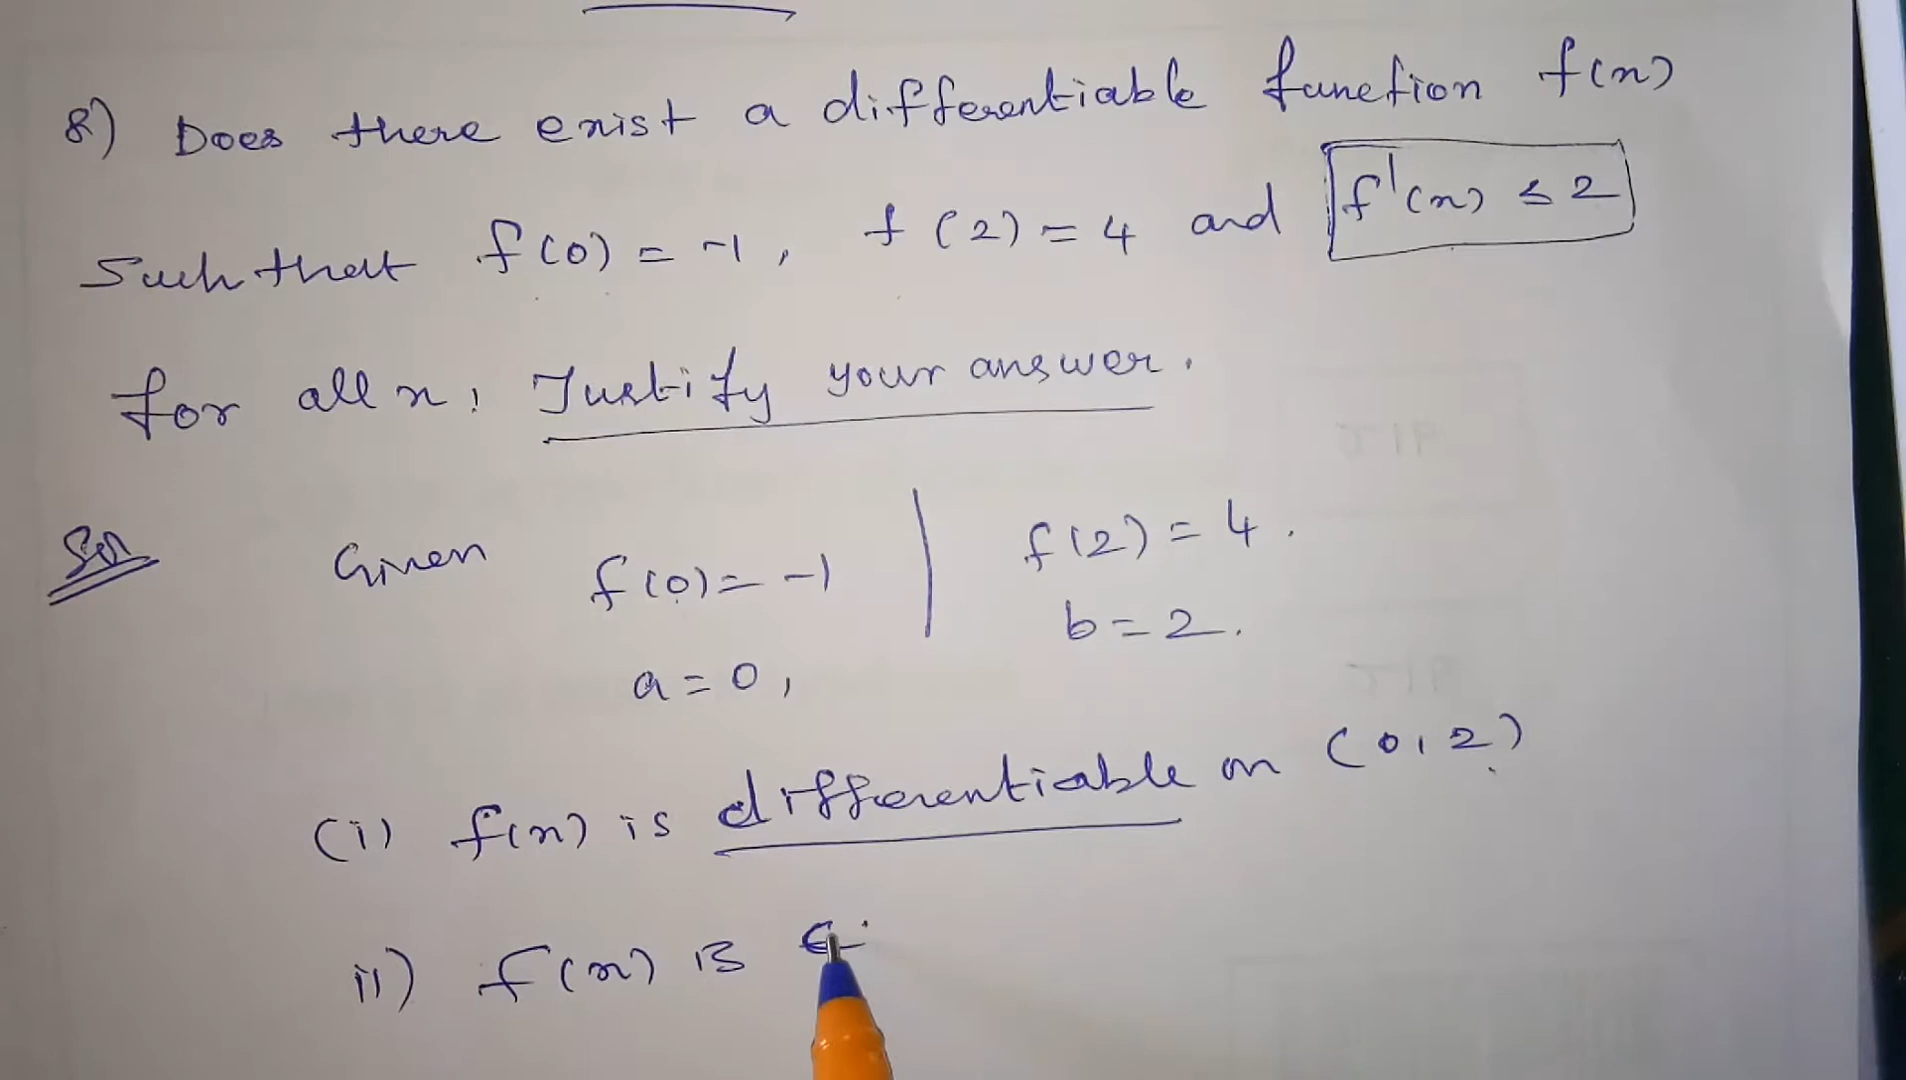 8) Does there exist a differentiable function f(x)
Such that f(0) = -1, f(2) = 4 and f'(x) ≤ 2
for all x. Justify your answer.
Sol Given f(0) = -1 | f(2) = 4.
a = 0, b = 2.
(i) f(x) is differentiable on (0, 2)
ii) f(x) is